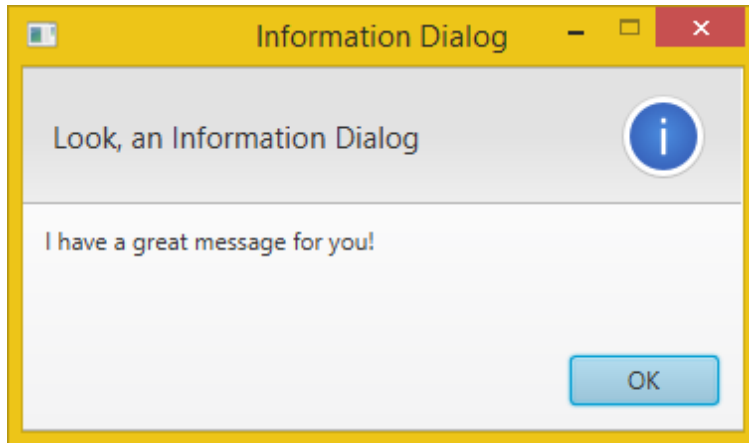 Information Dialog
Look, an Information Dialog
i
I have a great message for you!
OK